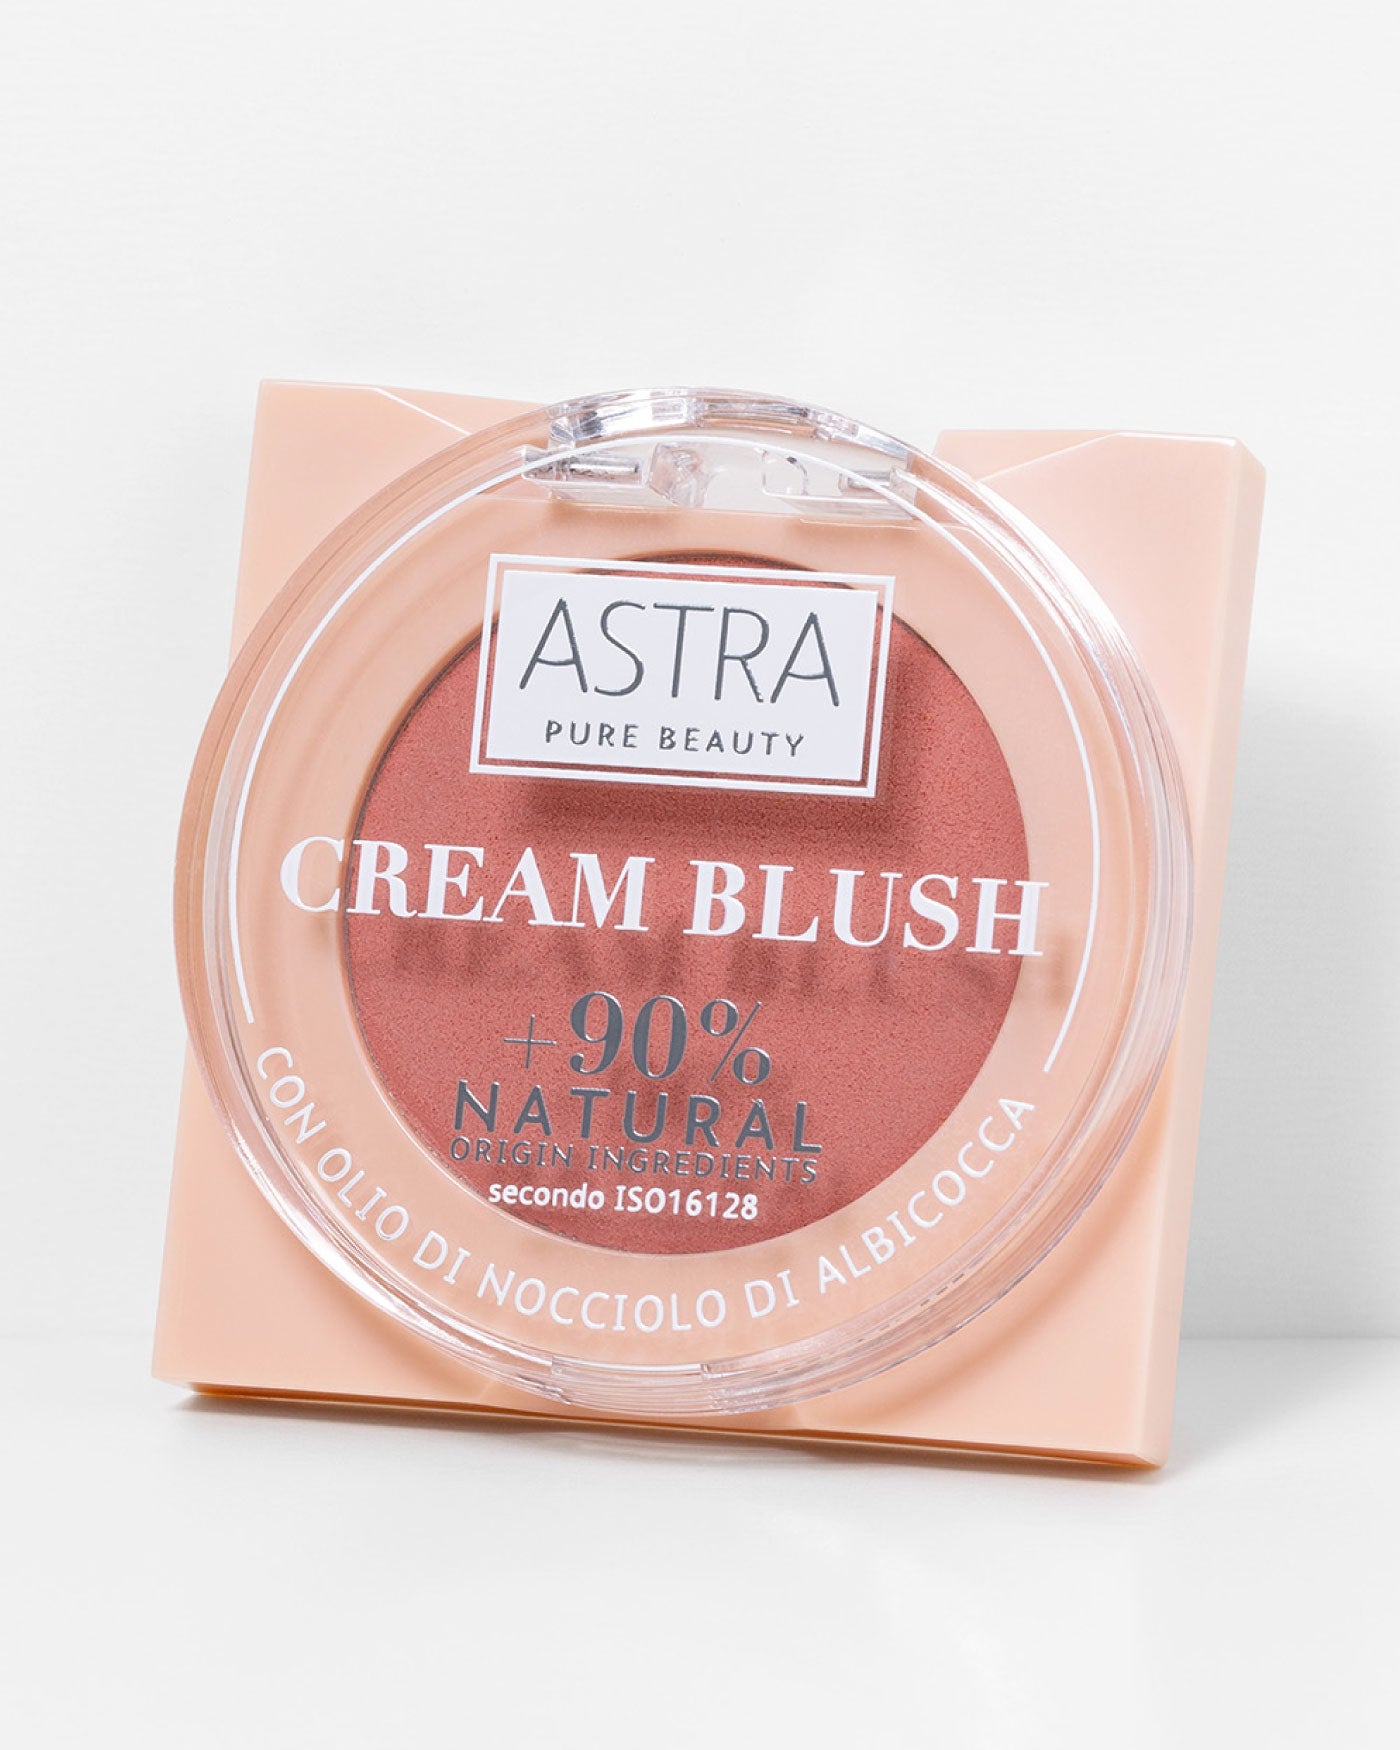 ASTRA
PURE BEAUTY
CREAM BLUSH
+90%
NATURAL
ORIGIN INGREDIENTS
secondo ISO16128
CON OLIO DI NOCCIOLO DI ALBICOCCA